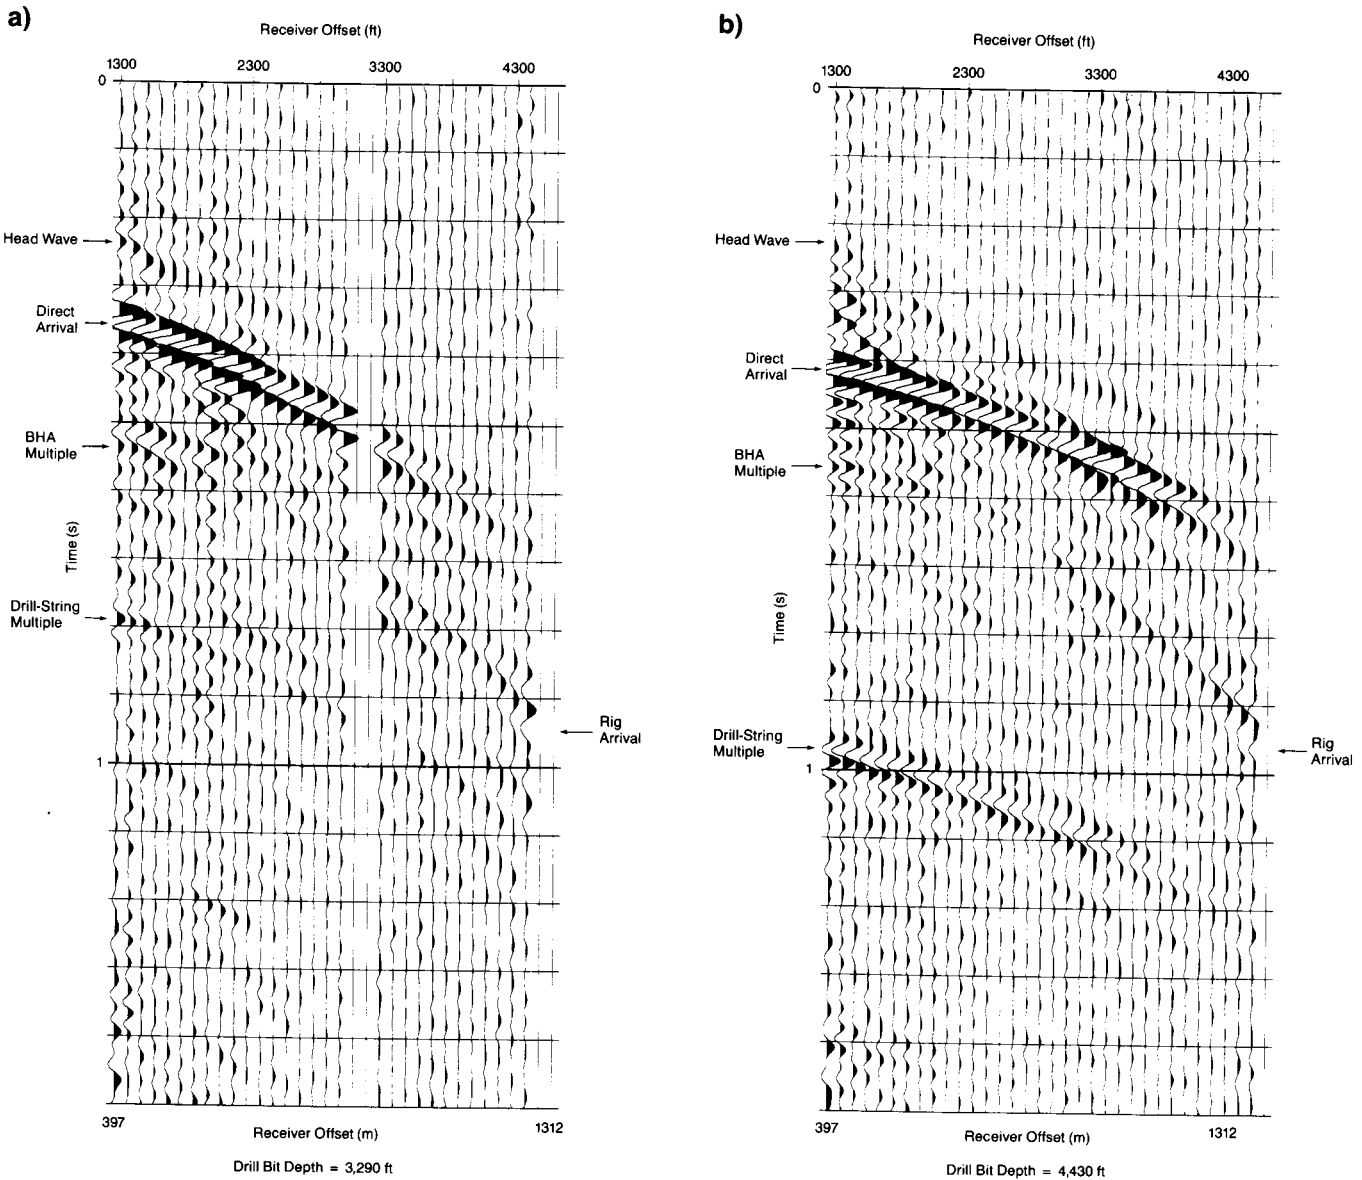 a)
Receiver Offset (ft)
1300 2300 3300 4300
0
Head Wave
Direct
Arrival
BHA
Multiple
Time (s)
Drill-String
Multiple
Rig
Arrival
1
397 1312
Receiver Offset (m)
Drill Bit Depth = 3,290 ft
b)
Receiver Offset (ft)
1300 2300 3300 4300
0
Head Wave
Direct
Arrival
BHA
Multiple
Time (s)
Drill-String
Multiple
Rig
Arrival
1
397 1312
Receiver Offset (m)
Drill Bit Depth = 4,430 ft